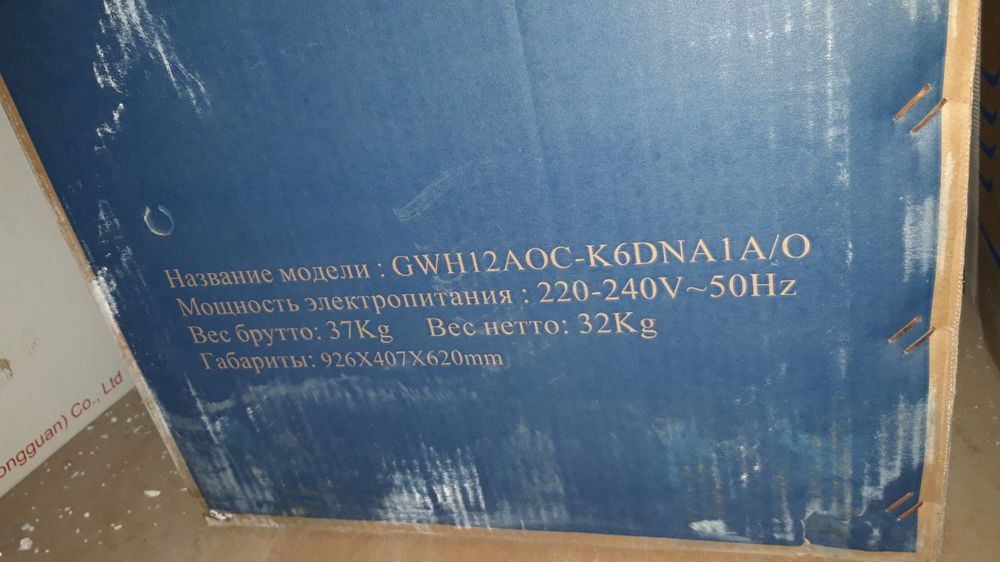 Название модели : GWH12AOC-K6DNA1A/O
Мощность электропитания : 220-240V~50Hz
Вес брутто: 37Kg Вес нетто: 32Kg
Габариты: 926X407X620mm
ongguan) Co., Ltd